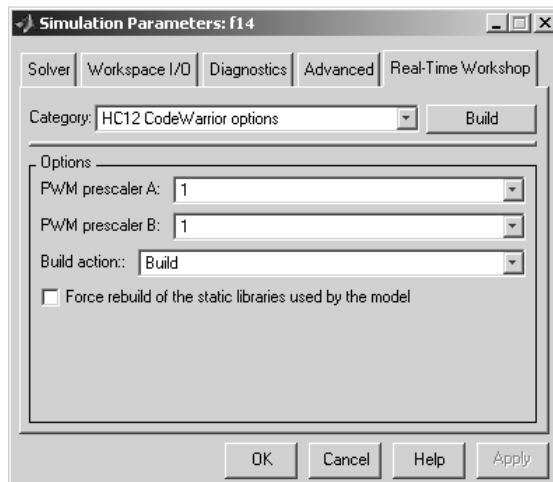 Simulation Parameters: f14
Solver Workspace I/O Diagnostics Advanced Real-Time Workshop
Category: HC12 CodeWarrior options Build
Options
PWM prescaler A: 1
PWM prescaler B: 1
Build action:: Build
Force rebuild of the static libraries used by the model
OK Cancel Help Apply